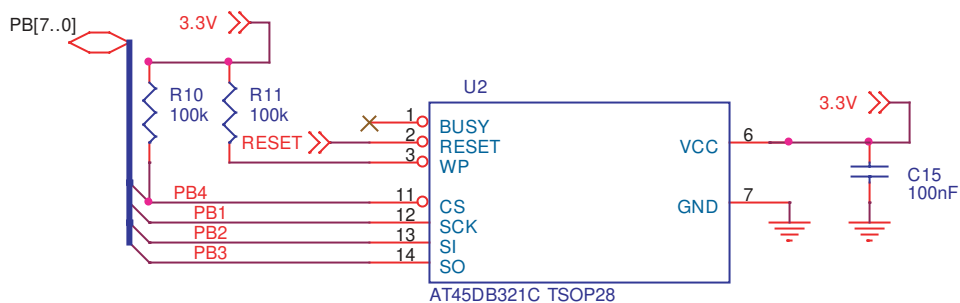 PB[7..0]
3.3V
R10
100k
R11
100k
U2
3.3V
1
BUSY
RESET
2
RESET
3
WP
VCC
6
PB4
11
CS
PB1
12
SCK
PB2
13
SI
PB3
14
SO
GND
7
C15
100nF
AT45DB321C TSOP28